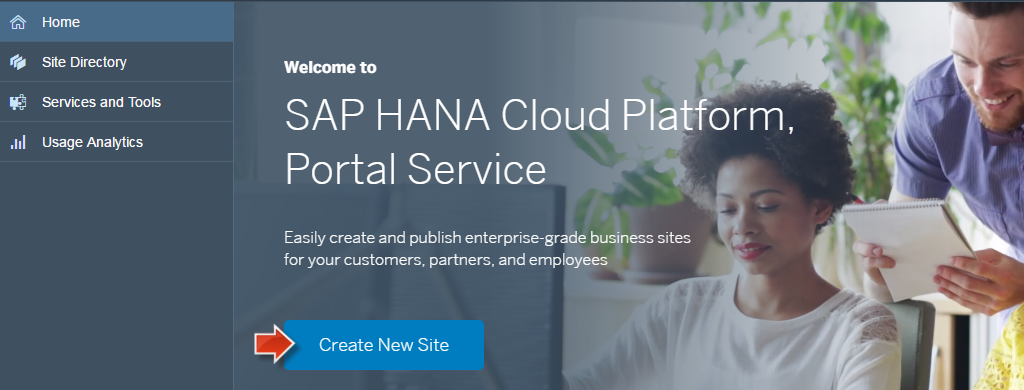 Home
Site Directory
Services and Tools
Usage Analytics
Welcome to
SAP HANA Cloud Platform,
Portal Service
Easily create and publish enterprise-grade business sites
for your customers, partners, and employees
Create New Site